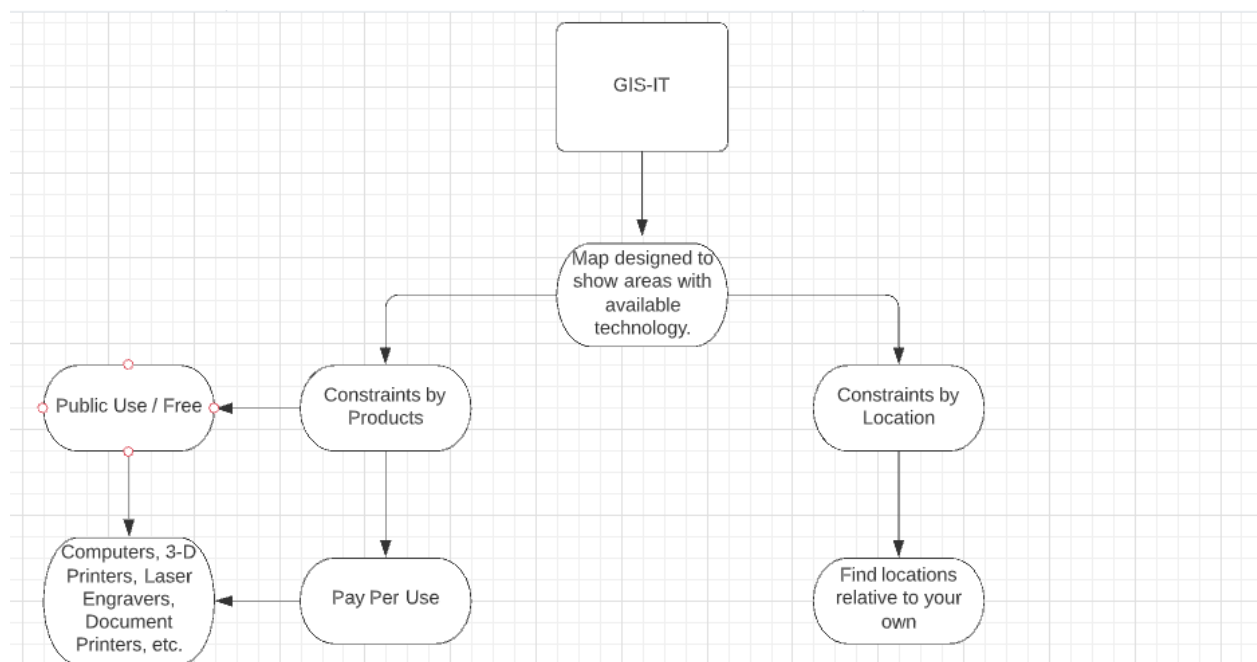 GIS-IT
Map designed to
show areas with
available
technology.
Public Use / Free
Constraints by
Products
Constraints by
Location
Computers, 3-D
Printers, Laser
Engravers,
Document
Printers, etc.
Pay Per Use
Find locations
relative to your
own